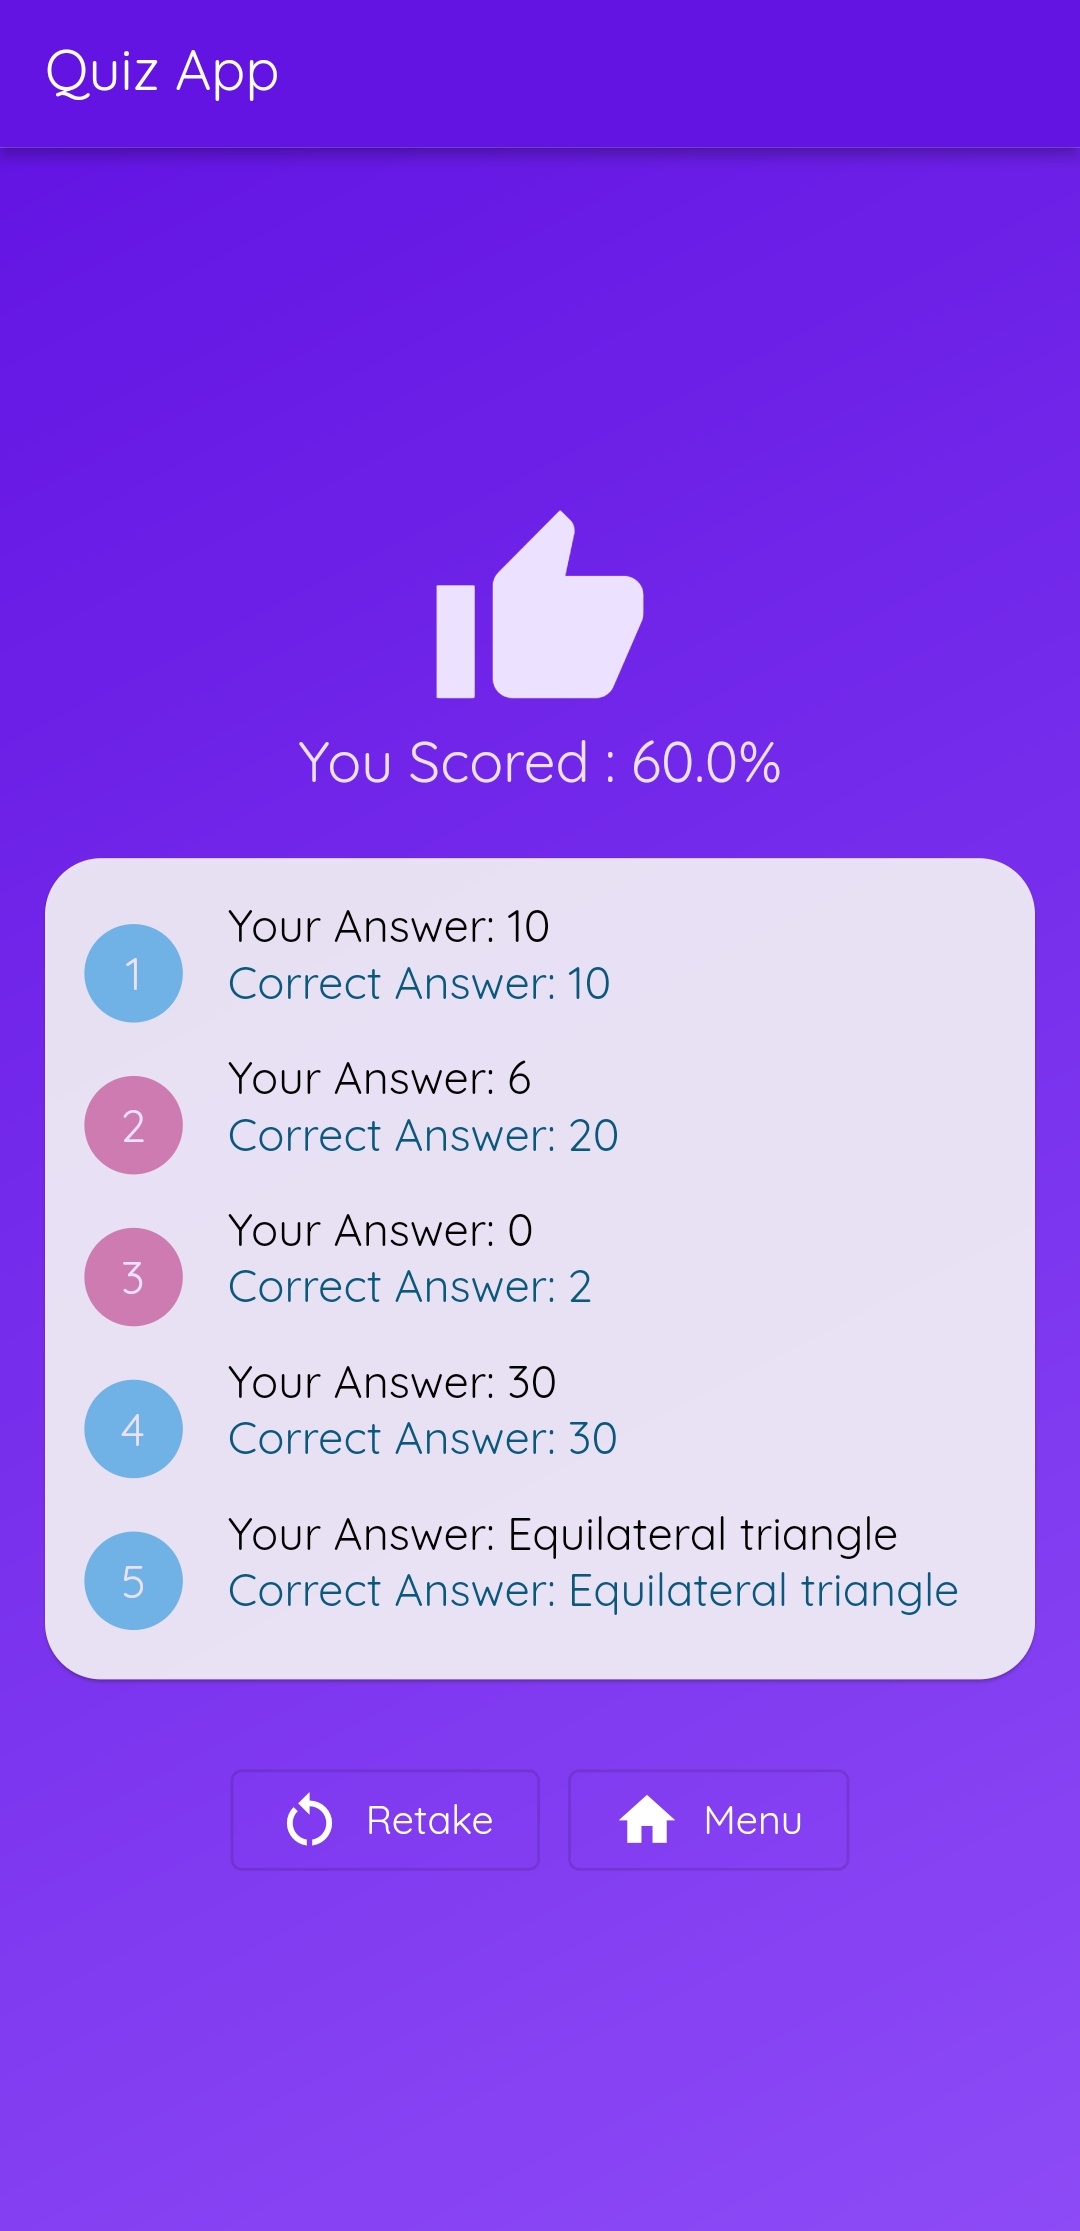 Quiz App
You Scored : 60.0%
1
Your Answer: 10
Correct Answer: 10
2
Your Answer: 6
Correct Answer: 20
3
Your Answer: 0
Correct Answer: 2
4
Your Answer: 30
Correct Answer: 30
5
Your Answer: Equilateral triangle
Correct Answer: Equilateral triangle
Retake
Menu